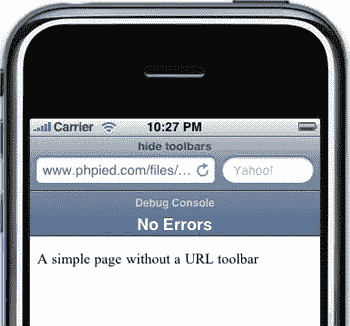 Carrier 10:27 PM
hide toolbars
www.phpied.com/files/... Yahoo!
Debug Console
No Errors
A simple page without a URL toolbar